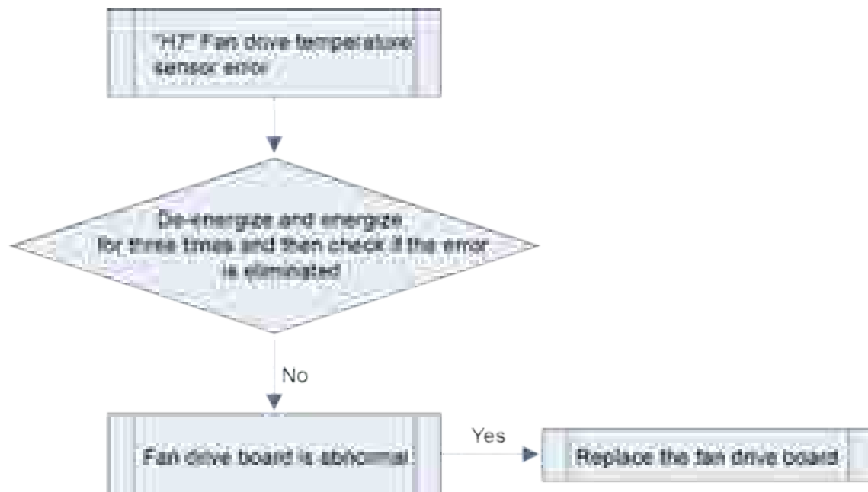 "H7" Fan drive temperature
sensor error
De-energize and energize
for three times and then check if the error
is eliminated
No
Fan drive board is abnormal
Yes
Replace the fan drive board